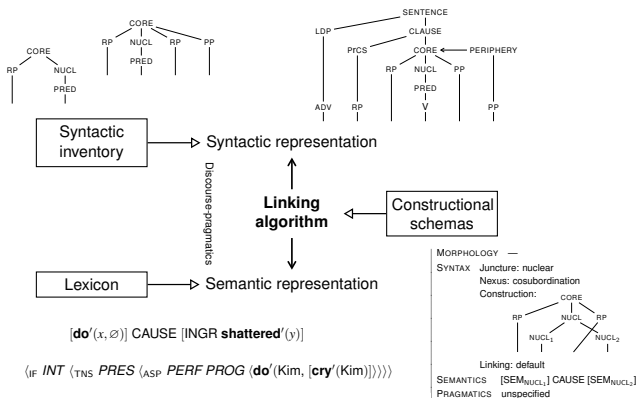 CORE
RP NUCL
PRED
CORE
RP NUCL RP PP
PRED
SENTENCE
LDP CLAUSE
PrCS CORE PERIPHERY
RP NUCL PP
PRED
ADV RP V PP
Syntactic
inventory
Syntactic representation
Discourse-pragmatics
Linking
algorithm
Constructional
schemas
Lexicon
Semantic representation
[do′(x, ∅)] CAUSE [INGR shattered′(y)]
⟨IF INT ⟨TNS PRES ⟨ASP PERF PROG ⟨do′(Kim, [cry′(Kim)]⟩⟩⟩⟩
MORPHOLOGY —
SYNTAX Juncture: nuclear
Nexus: cosubordination
Construction:
CORE
RP NUCL RP
NUCL1 NUCL2
Linking: default
SEMANTICS [SEMNUCL1] CAUSE [SEMNUCL2]
PRAGMATICS unspecified